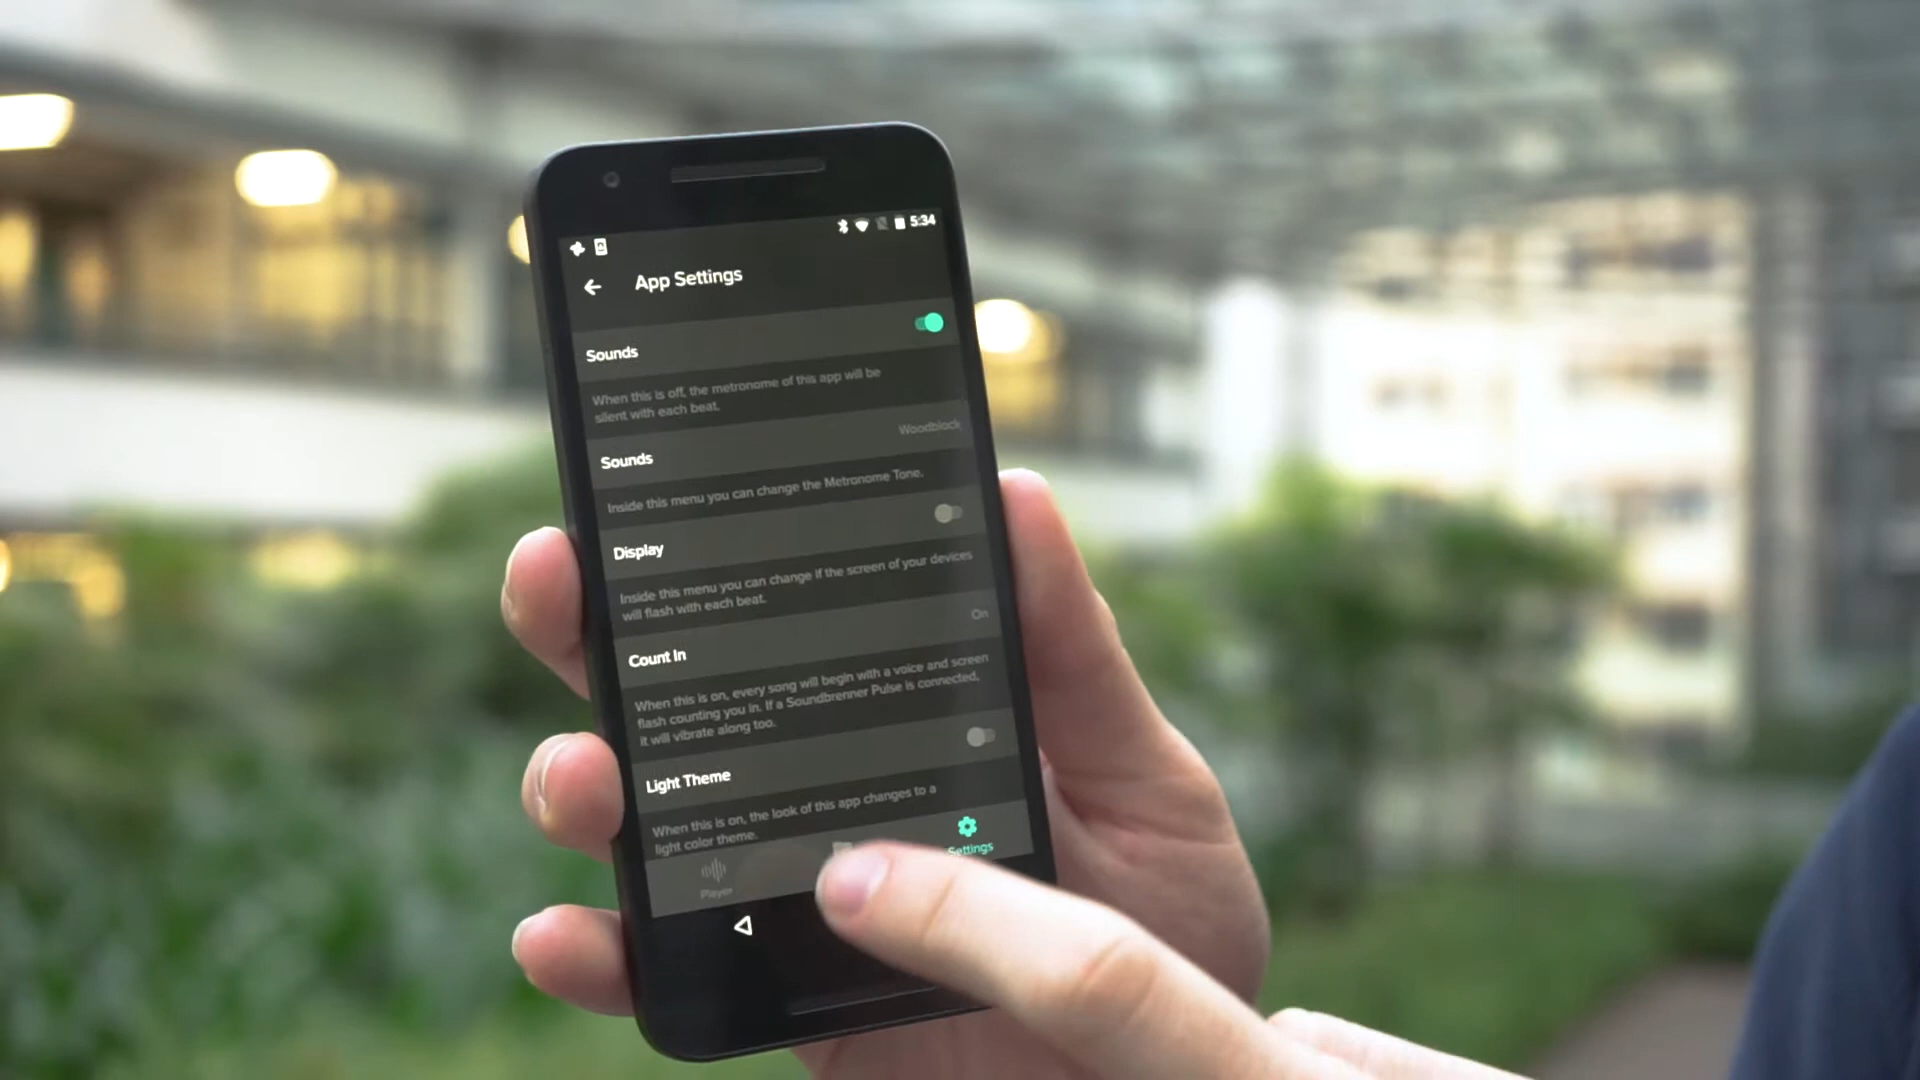 5:34
App Settings
Sounds
When this is off, the metronome of this app will be
silent with each beat.
Woodblock
Sounds
Inside this menu you can change the Metronome Tone.
Display
Inside this menu you can change if the screen of your devices
will flash with each beat.
On
Count In
When this is on, every song will begin with a voice and screen
flash counting you in. If a Soundbrenner Pulse is connected,
it will vibrate along too.
Light Theme
When this is on, the look of this app changes to a
light color theme.
Player
Settings